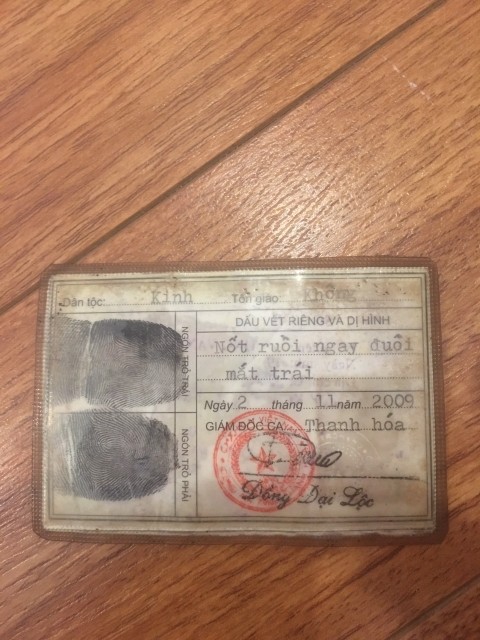 Dân tộc: Kinh Tôn giáo: Không
DẤU VẾT RIÊNG VÀ DỊ HÌNH
Nốt ruồi ngay đuôi
mắt trái
Ngày 2 tháng 11 năm 2009
GIÁM ĐỐC CA Thanh hóa
Đồng Đại Lộc
NGÓN TRỎ TRÁI
NGÓN TRỎ PHẢI